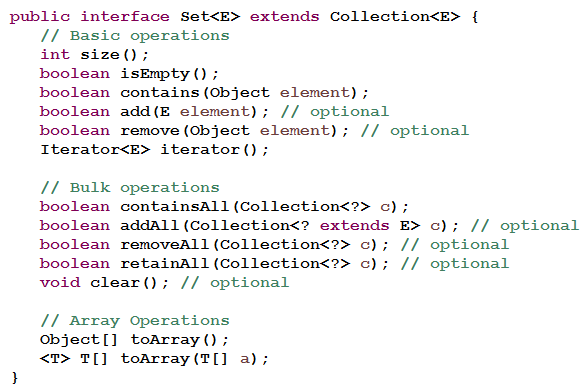 public interface Set<E> extends Collection<E> {
// Basic operations
int size();
boolean isEmpty();
boolean contains(Object element);
boolean add(E element); // optional
boolean remove(Object element); // optional
Iterator<E> iterator();
// Bulk operations
boolean containsAll(Collection<?> c);
boolean addAll(Collection<? extends E> c); // optional
boolean removeAll(Collection<?> c); // optional
boolean retainAll(Collection<?> c); // optional
void clear(); // optional
// Array Operations
Object[] toArray();
<T> T[] toArray(T[] a);
}